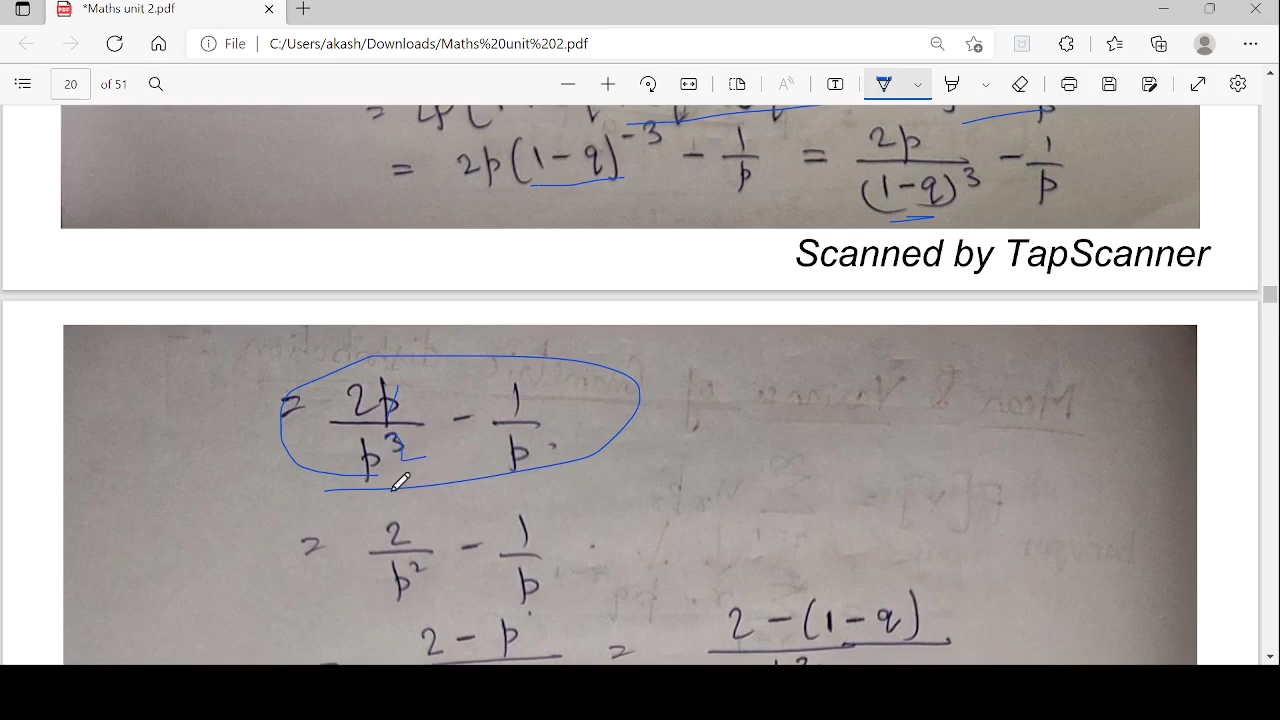 *Maths unit 2.pdf
File C:/Users/akash/Downloads/Maths%20unit%202.pdf
20 of 51
= 2p(1-q)^-3 - 1/p = 2p/(1-q)^3 - 1/p
Scanned by TapScanner
= 2p/p^3 - 1/p.
2
= 2/p^2 - 1/p.
2 - p = 2 - (1-q)